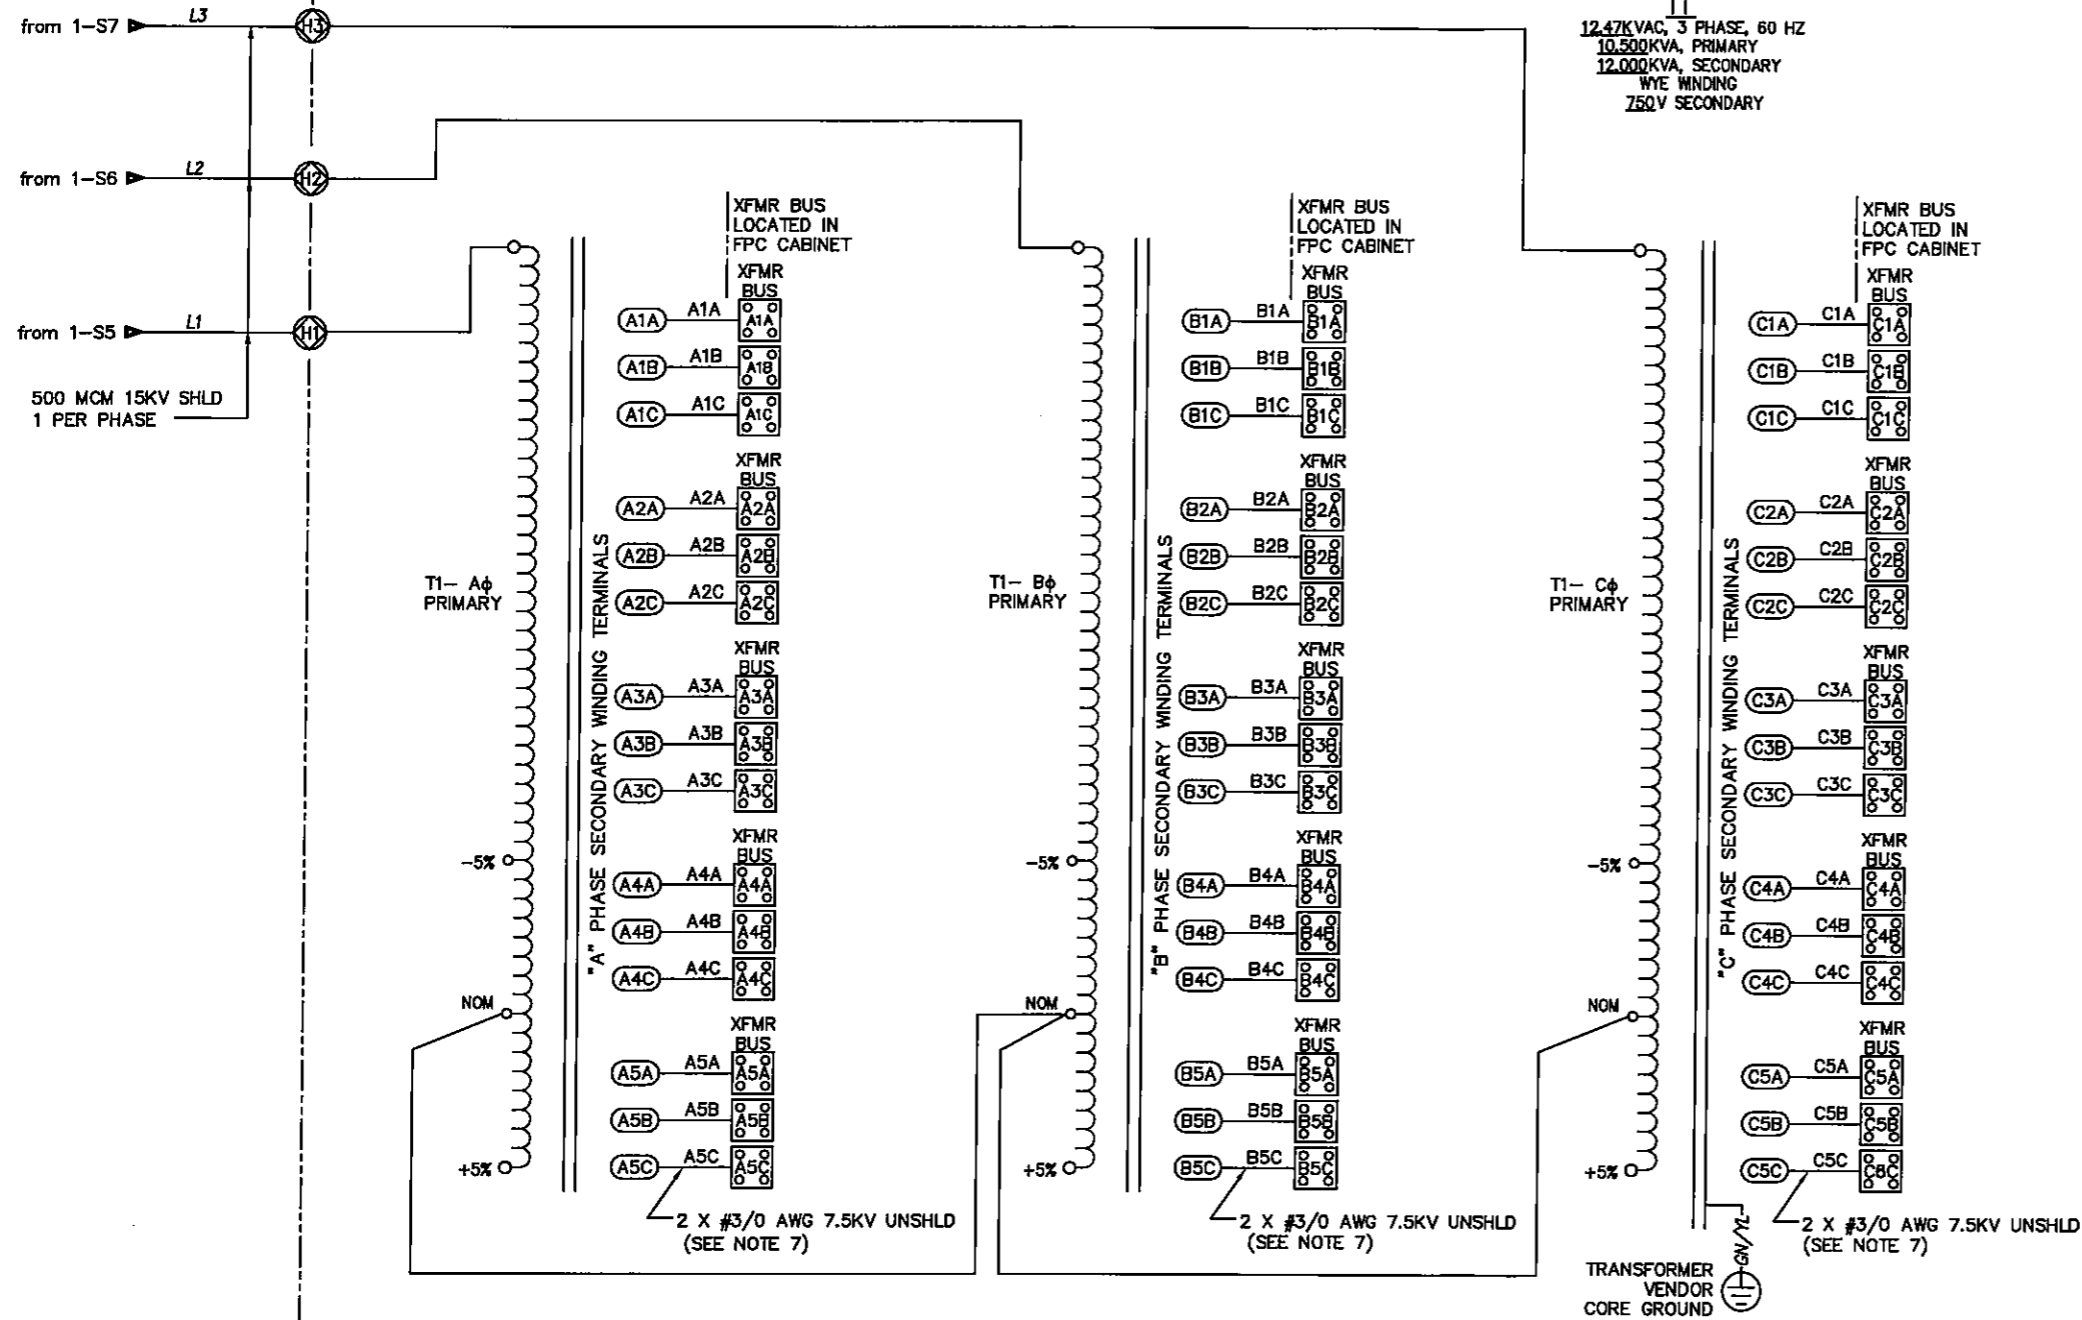 12.47KVAC, 3 PHASE, 60 HZ
10.500KVA, PRIMARY
12.000KVA, SECONDARY
WYE WINDING
750V SECONDARY
from 1-S7
L3
H3
from 1-S6
L2
H2
from 1-S5
L1
H1
500 MCM 15KV SHLD
1 PER PHASE
T1- Aϕ
PRIMARY
-5%
NOM
+5%
"A" PHASE SECONDARY WINDING TERMINALS
XFMR BUS
LOCATED IN
FPC CABINET
XFMR
BUS
A1A A1A A1A
A1B A1B A1B
A1C A1C A1C
XFMR
BUS
A2A A2A A2A
A2B A2B A2B
A2C A2C A2C
XFMR
BUS
A3A A3A A3A
A3B A3B A3B
A3C A3C A3C
XFMR
BUS
A4A A4A A4A
A4B A4B A4B
A4C A4C A4C
XFMR
BUS
A5A A5A A5A
A5B A5B A5B
A5C A5C A5C
2 X #3/0 AWG 7.5KV UNSHLD
(SEE NOTE 7)
T1- Bϕ
PRIMARY
-5%
NOM
+5%
"B" PHASE SECONDARY WINDING TERMINALS
XFMR BUS
LOCATED IN
FPC CABINET
XFMR
BUS
B1A B1A B1A
B1B B1B B1B
B1C B1C B1C
XFMR
BUS
B2A B2A B2A
B2B B2B B2B
B2C B2C B2C
XFMR
BUS
B3A B3A B3A
B3B B3B B3B
B3C B3C B3C
XFMR
BUS
B4A B4A B4A
B4B B4B B4B
B4C B4C B4C
XFMR
BUS
B5A B5A B5A
B5B B5B B5B
B5C B5C B5C
2 X #3/0 AWG 7.5KV UNSHLD
(SEE NOTE 7)
T1- Cϕ
PRIMARY
-5%
NOM
+5%
"C" PHASE SECONDARY WINDING TERMINALS
XFMR BUS
LOCATED IN
FPC CABINET
XFMR
BUS
C1A C1A C1A
C1B C1B C1B
C1C C1C C1C
XFMR
BUS
C2A C2A C2A
C2B C2B C2B
C2C C2C C2C
XFMR
BUS
C3A C3A C3A
C3B C3B C3B
C3C C3C C3C
XFMR
BUS
C4A C4A C4A
C4B C4B C4B
C4C C4C C4C
XFMR
BUS
C5A C5A C5A
C5B C5B C5B
C5C C5C C5C
2 X #3/0 AWG 7.5KV UNSHLD
(SEE NOTE 7)
GN/YL
TRANSFORMER
VENDOR
CORE GROUND